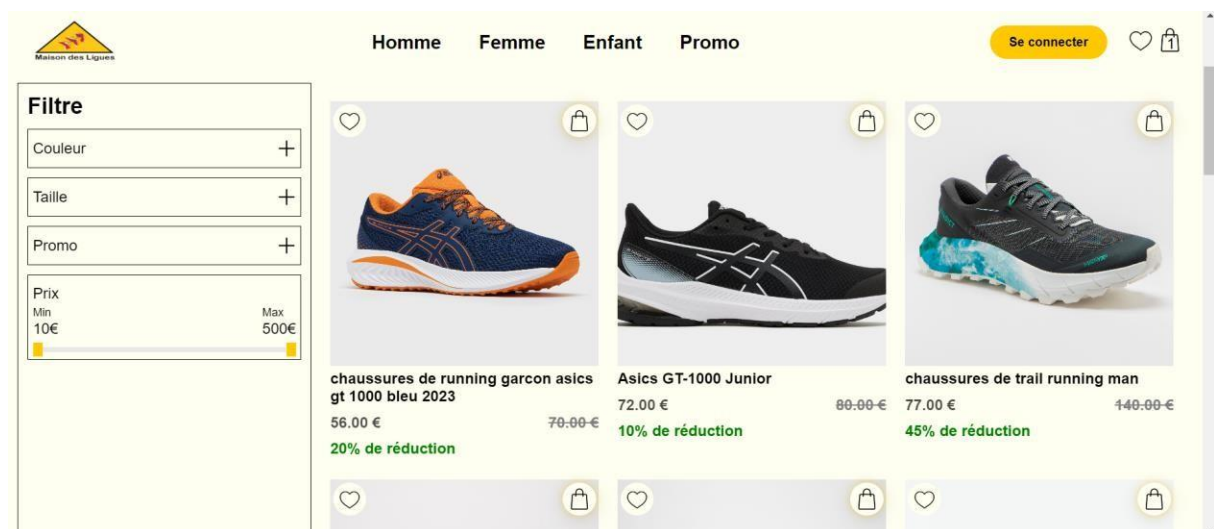 Maison des Ligues
Homme Femme Enfant Promo
Se connecter
1
Filtre
Couleur
Taille
Promo
Prix
Min Max
10€ 500€
chaussures de running garcon asics
gt 1000 bleu 2023
56.00 € 70.00 €
20% de réduction
Asics GT-1000 Junior
72.00 € 80.00 €
10% de réduction
chaussures de trail running man
77.00 € 140.00 €
45% de réduction